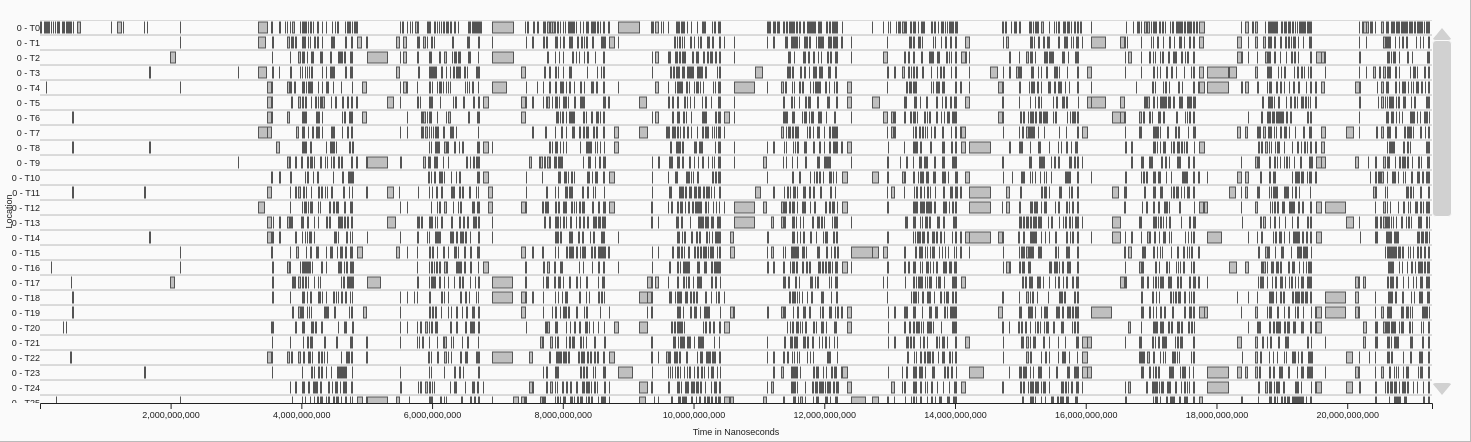 0 - T0
0 - T1
0 - T2
0 - T3
0 - T4
0 - T5
0 - T6
0 - T7
0 - T8
0 - T9
0 - T10
0 - T11
0 - T12
0 - T13
0 - T14
0 - T15
0 - T16
0 - T17
0 - T18
0 - T19
0 - T20
0 - T21
0 - T22
0 - T23
0 - T24
0 - T25
Location
2,000,000,000 4,000,000,000 6,000,000,000 8,000,000,000 10,000,000,000 12,000,000,000 14,000,000,000 16,000,000,000 18,000,000,000 20,000,000,000
Time in Nanoseconds